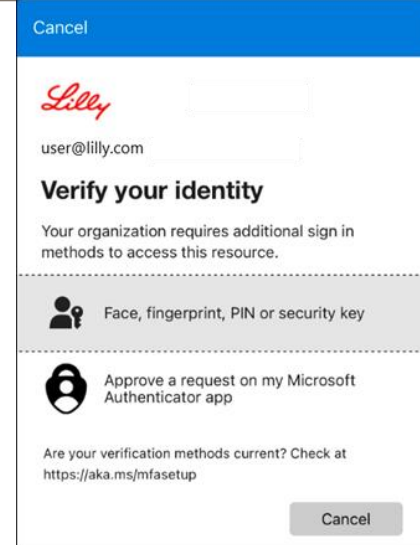 Cancel
Lilly
user@lilly.com
Verify your identity
Your organization requires additional sign in
methods to access this resource.
Face, fingerprint, PIN or security key
Approve a request on my Microsoft
Authenticator app
Are your verification methods current? Check at
https://aka.ms/mfasetup
Cancel